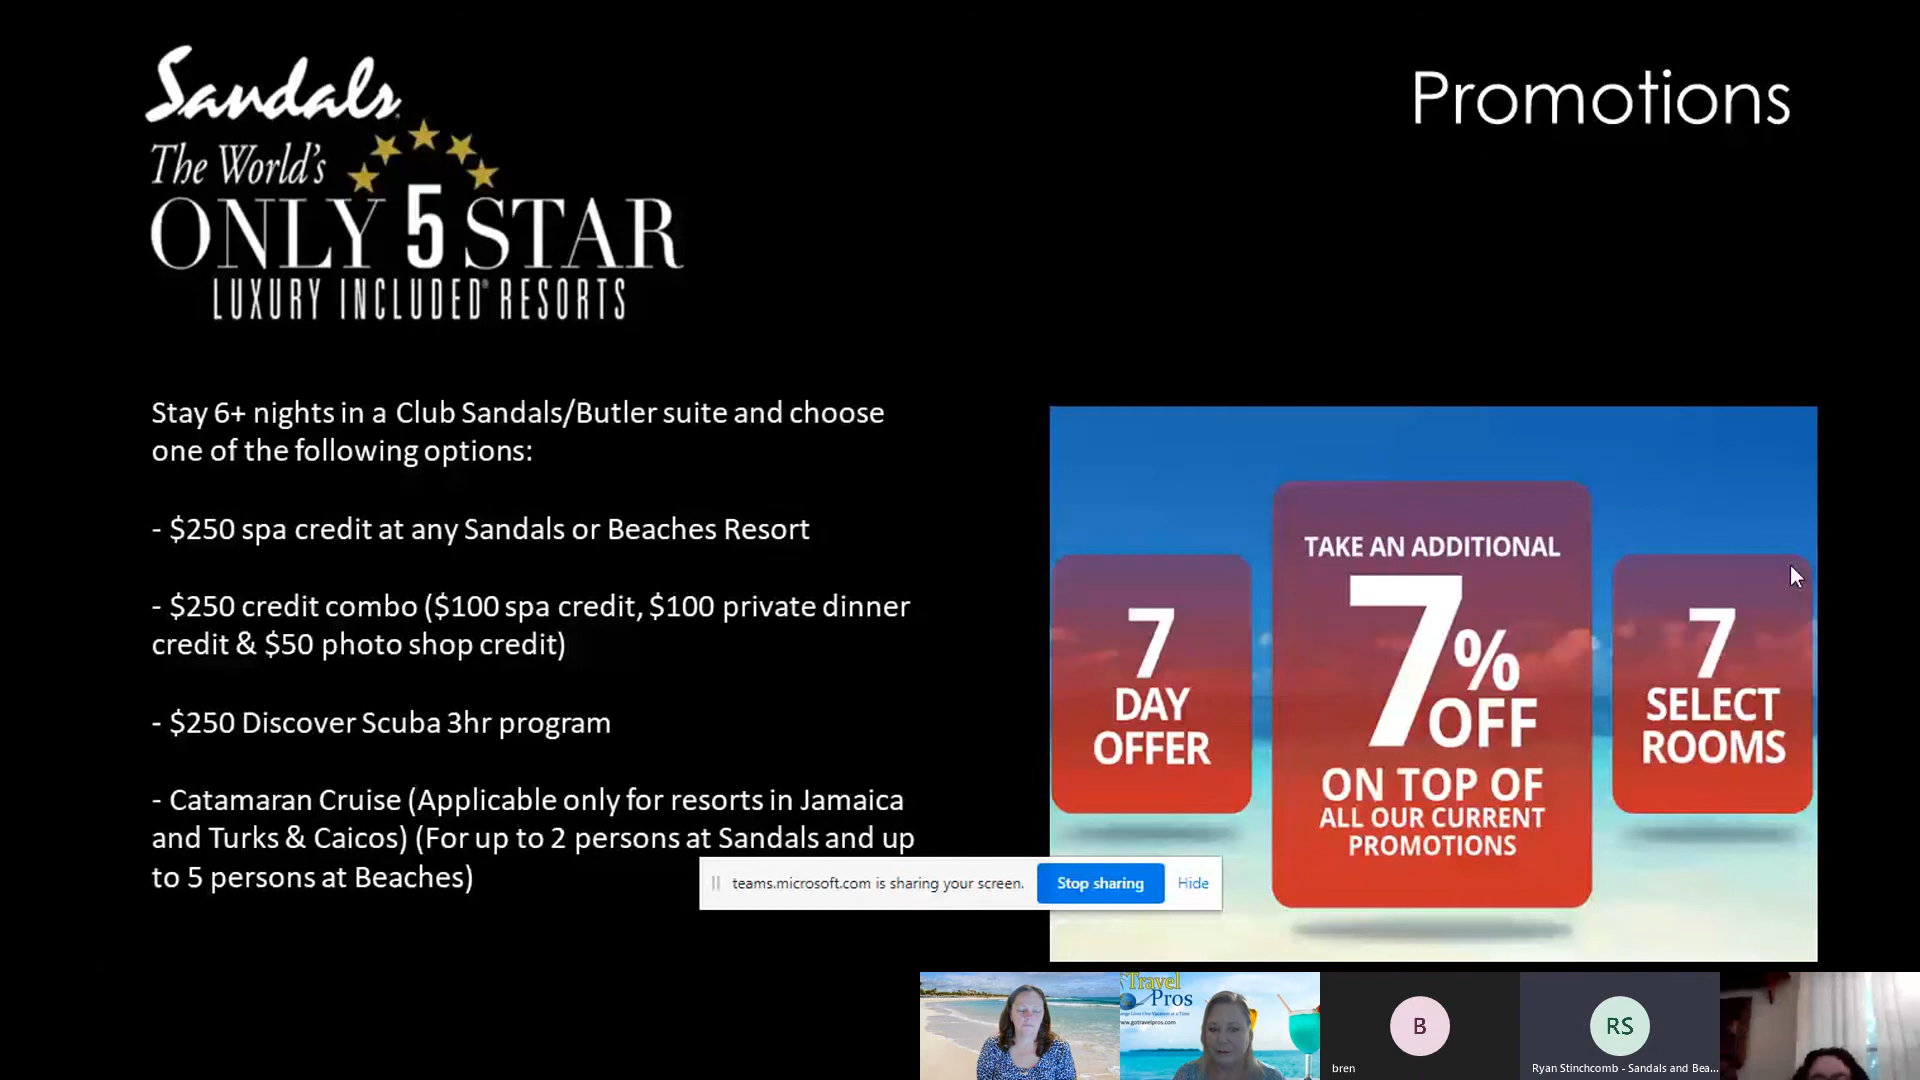 Sandals
Promotions
The World's
ONLY 5 STAR
LUXURY INCLUDED® RESORTS
Stay 6+ nights in a Club Sandals/Butler suite and choose
one of the following options:
- $250 spa credit at any Sandals or Beaches Resort
- $250 credit combo ($100 spa credit, $100 private dinner
credit & $50 photo shop credit)
- $250 Discover Scuba 3hr program
- Catamaran Cruise (Applicable only for resorts in Jamaica
and Turks & Caicos) (For up to 2 persons at Sandals and up
to 5 persons at Beaches)
7
DAY
OFFER
TAKE AN ADDITIONAL
7%
OFF
ON TOP OF
ALL OUR CURRENT
PROMOTIONS
7
SELECT
ROOMS
teams.microsoft.com is sharing your screen.
Stop sharing
Hide
Travel
Pros
www.gotravelpros.com
B
bren
RS
Ryan Stinchcomb - Sandals and Bea...